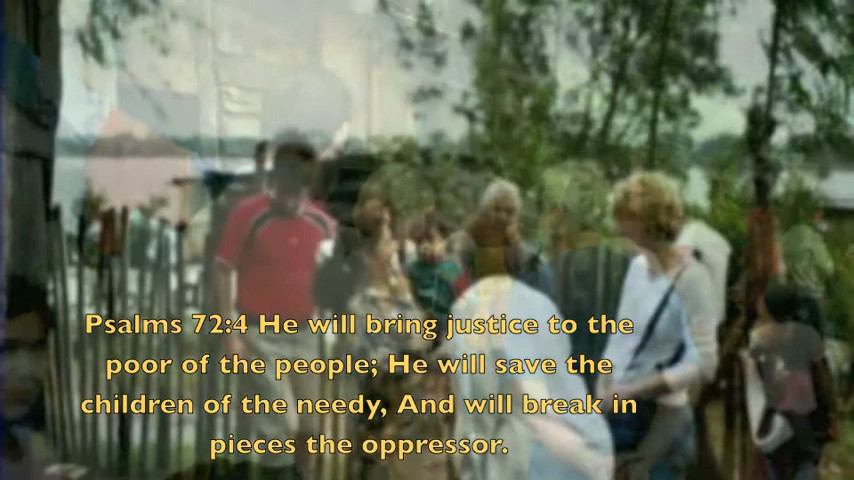 Psalms 72:4 He will bring justice to the
poor of the people; He will save the
children of the needy, And will break in
pieces the oppressor.